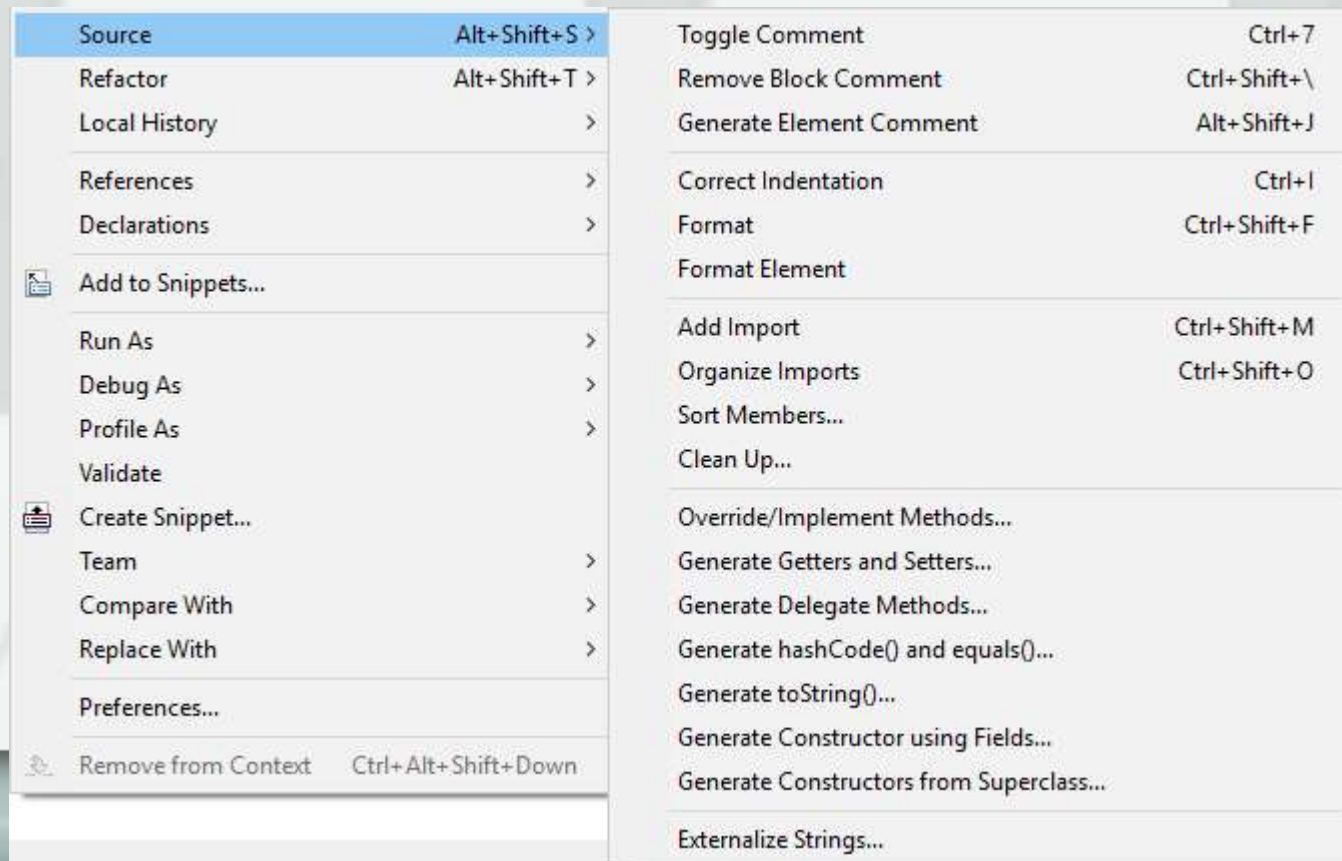 Source Alt+Shift+S >
Refactor Alt+Shift+T >
Local History >
References >
Declarations >
Add to Snippets...
Run As >
Debug As >
Profile As >
Validate
Create Snippet...
Team >
Compare With >
Replace With >
Preferences...
Remove from Context Ctrl+Alt+Shift+Down
Toggle Comment Ctrl+7
Remove Block Comment Ctrl+Shift+\
Generate Element Comment Alt+Shift+J
Correct Indentation Ctrl+I
Format Ctrl+Shift+F
Format Element
Add Import Ctrl+Shift+M
Organize Imports Ctrl+Shift+O
Sort Members...
Clean Up...
Override/Implement Methods...
Generate Getters and Setters...
Generate Delegate Methods...
Generate hashCode() and equals()...
Generate toString()...
Generate Constructor using Fields...
Generate Constructors from Superclass...
Externalize Strings...